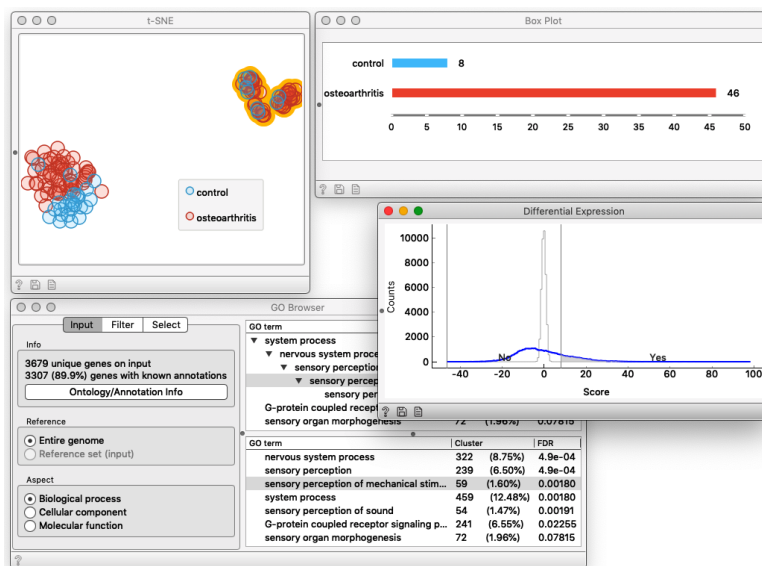 t-SNE
control
osteoarthritis
Box Plot
control
8
osteoarthritis
46
0 5 10 15 20 25 30 35 40 45 50
Differential Expression
10000
8000
6000
4000
2000
0
Counts
No
Yes
-40 -20 0 20 40 60 80 100
Score
GO Browser
Input Filter Select
Info
3679 unique genes on input
3307 (89.9%) genes with known annotations
Ontology/Annotation Info
Reference
Entire genome
Reference set (input)
Aspect
Biological process
Cellular component
Molecular function
GO term
system process
nervous system proce
sensory perception
sensory percep
sensory per
G-protein coupled recept
sensory organ morphogenesis 72 (1.96%) 0.07815
GO term Cluster FDR
nervous system process 322 (8.75%) 4.9e-04
sensory perception 239 (6.50%) 4.9e-04
sensory perception of mechanical stim... 59 (1.60%) 0.00180
system process 459 (12.48%) 0.00180
sensory perception of sound 54 (1.47%) 0.00191
G-protein coupled receptor signaling p... 241 (6.55%) 0.02255
sensory organ morphogenesis 72 (1.96%) 0.07815